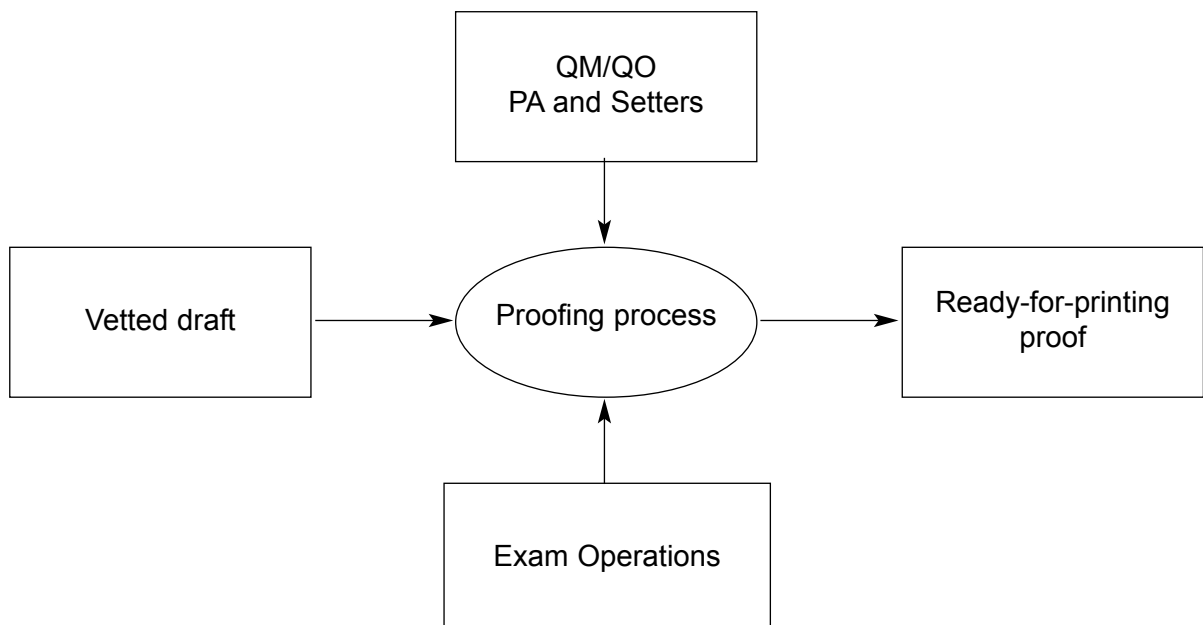 QM/QO
PA and Setters
Vetted draft
Proofing process
Ready-for-printing
proof
Exam Operations